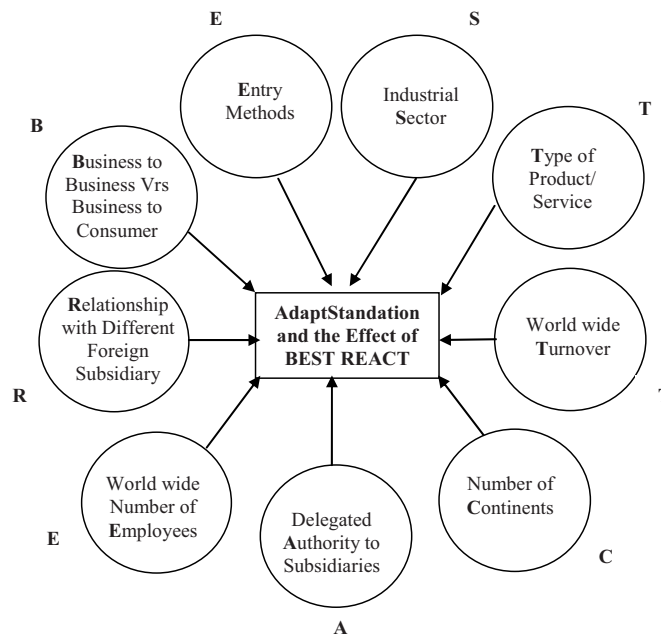 E
S
Entry
Methods
Industrial
Sector
B
T
Business to
Business Vrs
Business to
Consumer
Type of
Product/
Service
AdaptStandation
and the Effect of
BEST REACT
Relationship
with Different
Foreign
Subsidiary
World wide
Turnover
R
World wide
Number of
Employees
Delegated
Authority to
Subsidiaries
Number of
Continents
E
C
A